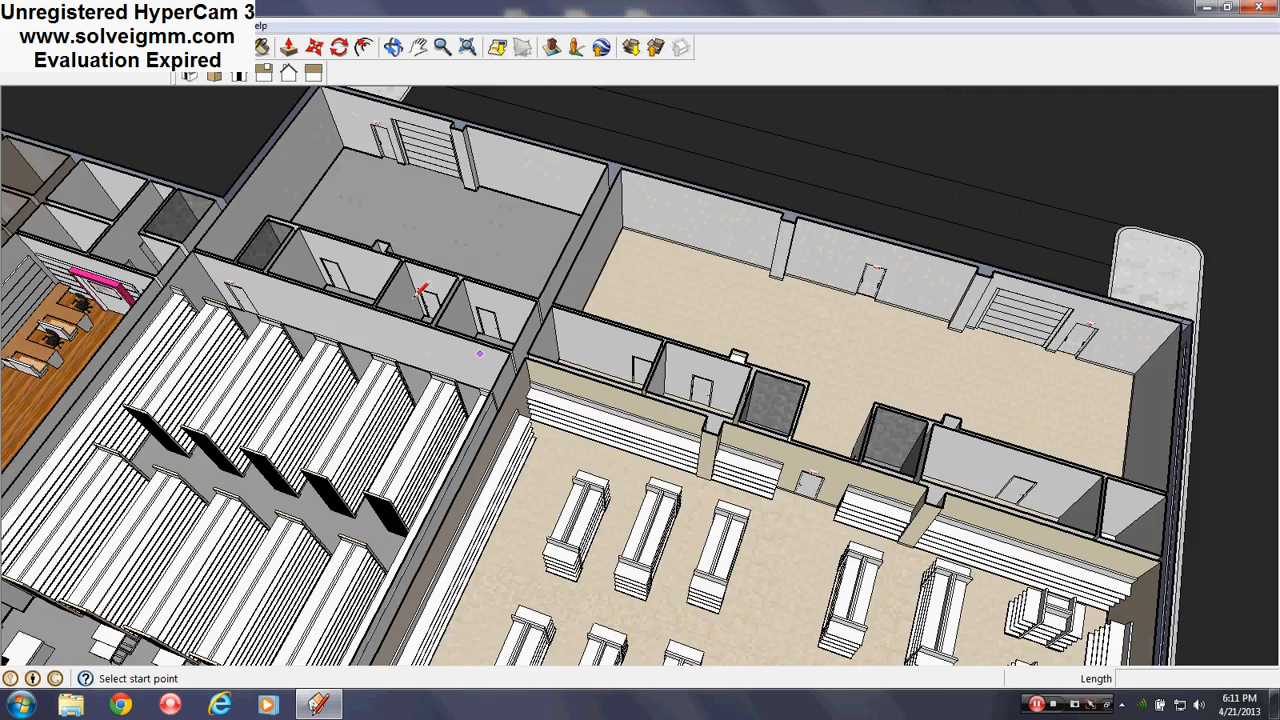 Unregistered HyperCam 3
www.solveigmm.com
Evaluation Expired
elp
Select start point
Length
6:11 PM
4/21/2013